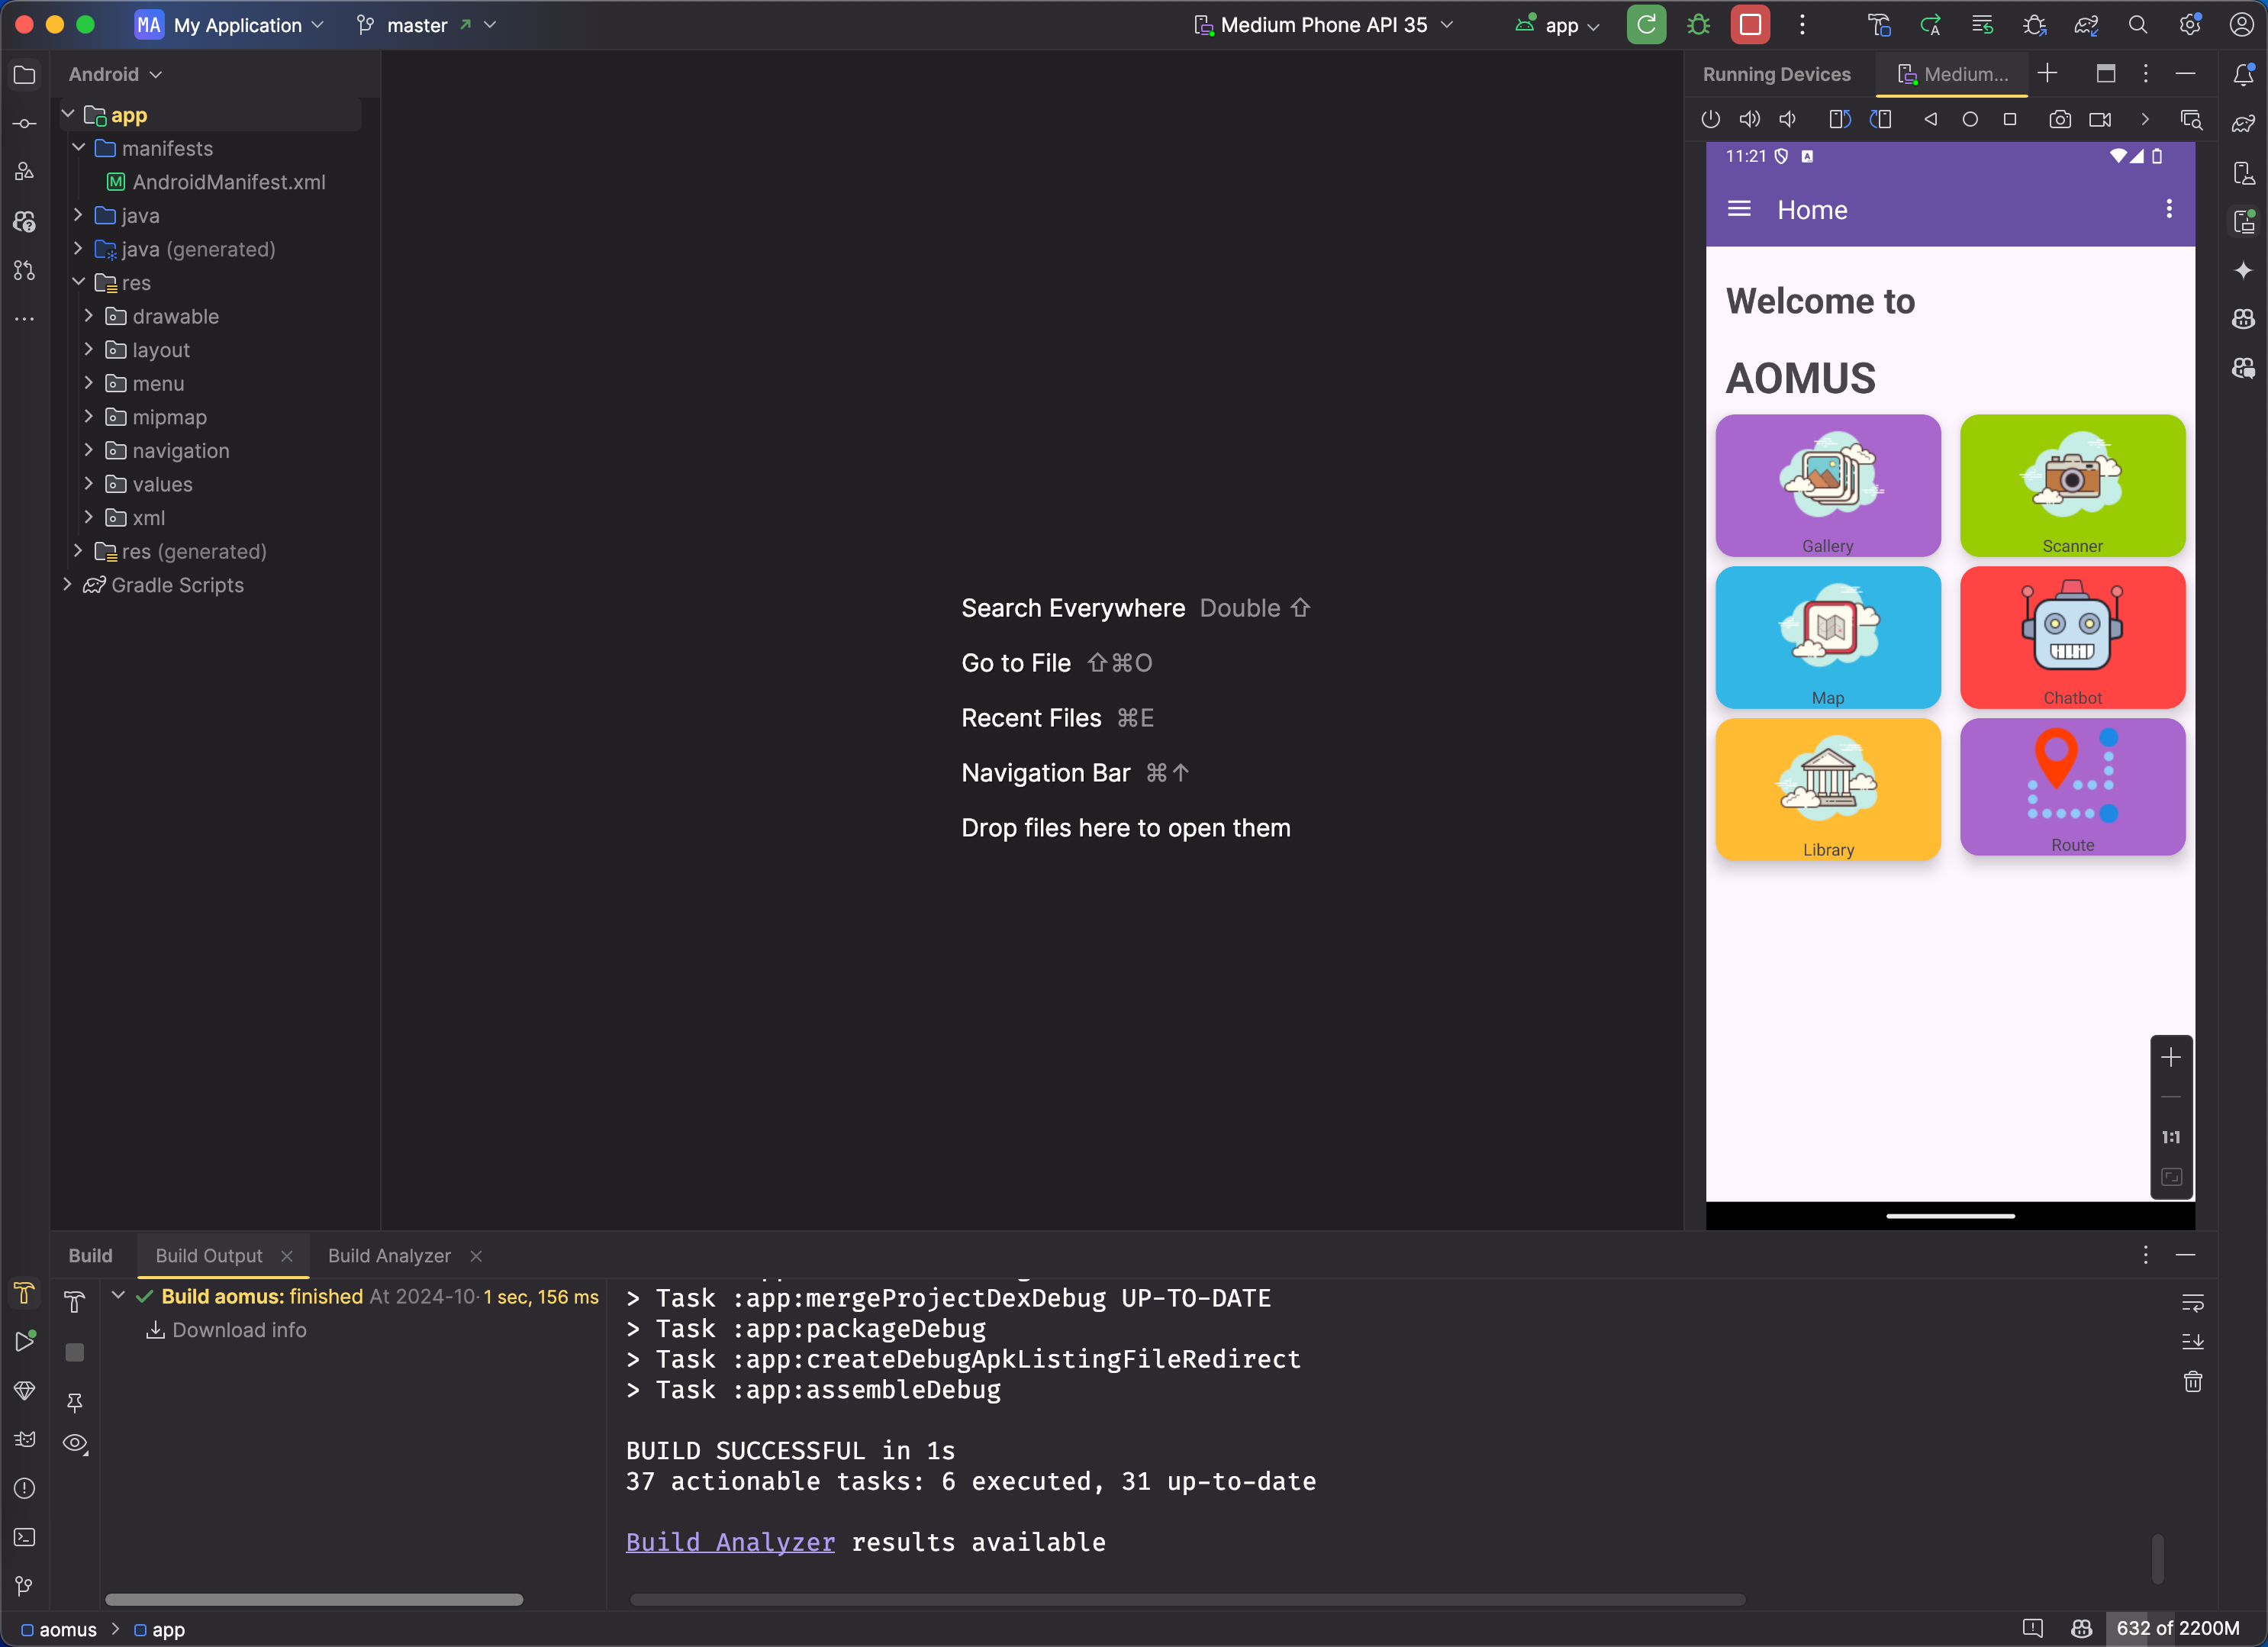 MA My Application master Medium Phone API 35 app
Android
app
manifests
AndroidManifest.xml
java
java (generated)
res
drawable
layout
menu
mipmap
navigation
values
xml
res (generated)
Gradle Scripts
Search Everywhere Double ⇧
Go to File ⇧⌘O
Recent Files ⌘E
Navigation Bar ⌘↑
Drop files here to open them
Running Devices Medium...
11:21
Home
Welcome to
AOMUS
Gallery Scanner
Map Chatbot
Library Route
1:1
Build Build Output Build Analyzer
Build aomus: finished At 2024-10- 1 sec, 156 ms
Download info
> Task :app:mergeProjectDexDebug UP-TO-DATE
> Task :app:packageDebug
> Task :app:createDebugApkListingFileRedirect
> Task :app:assembleDebug
BUILD SUCCESSFUL in 1s
37 actionable tasks: 6 executed, 31 up-to-date
Build Analyzer results available
aomus > app
632 of 2200M